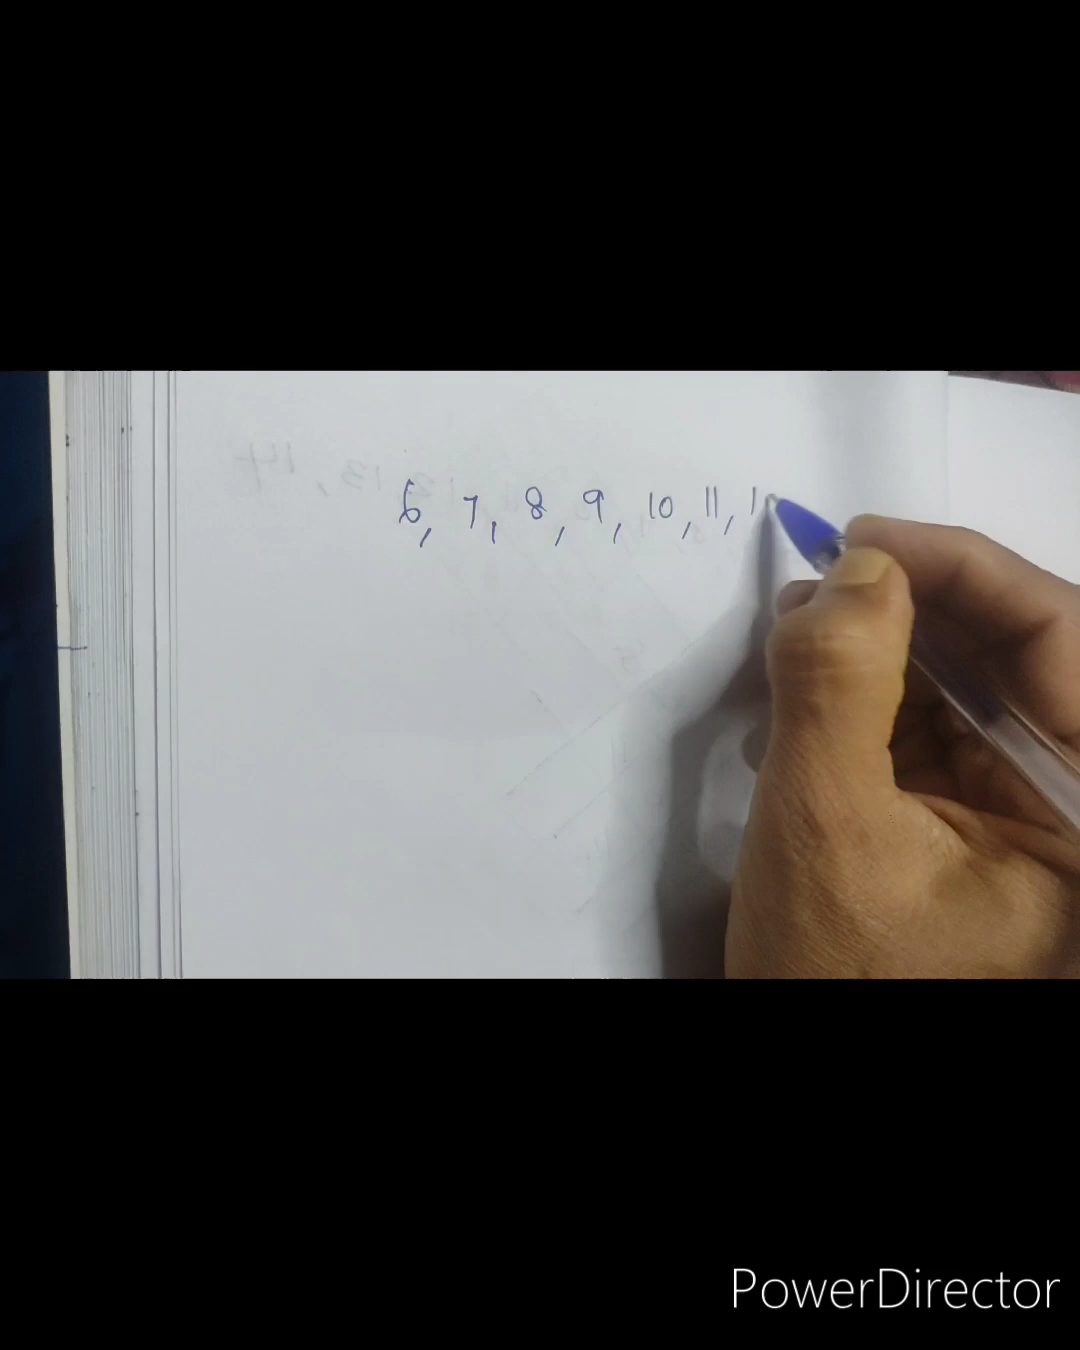 6, 7, 8, 9, 10, 11, 1
PowerDirector